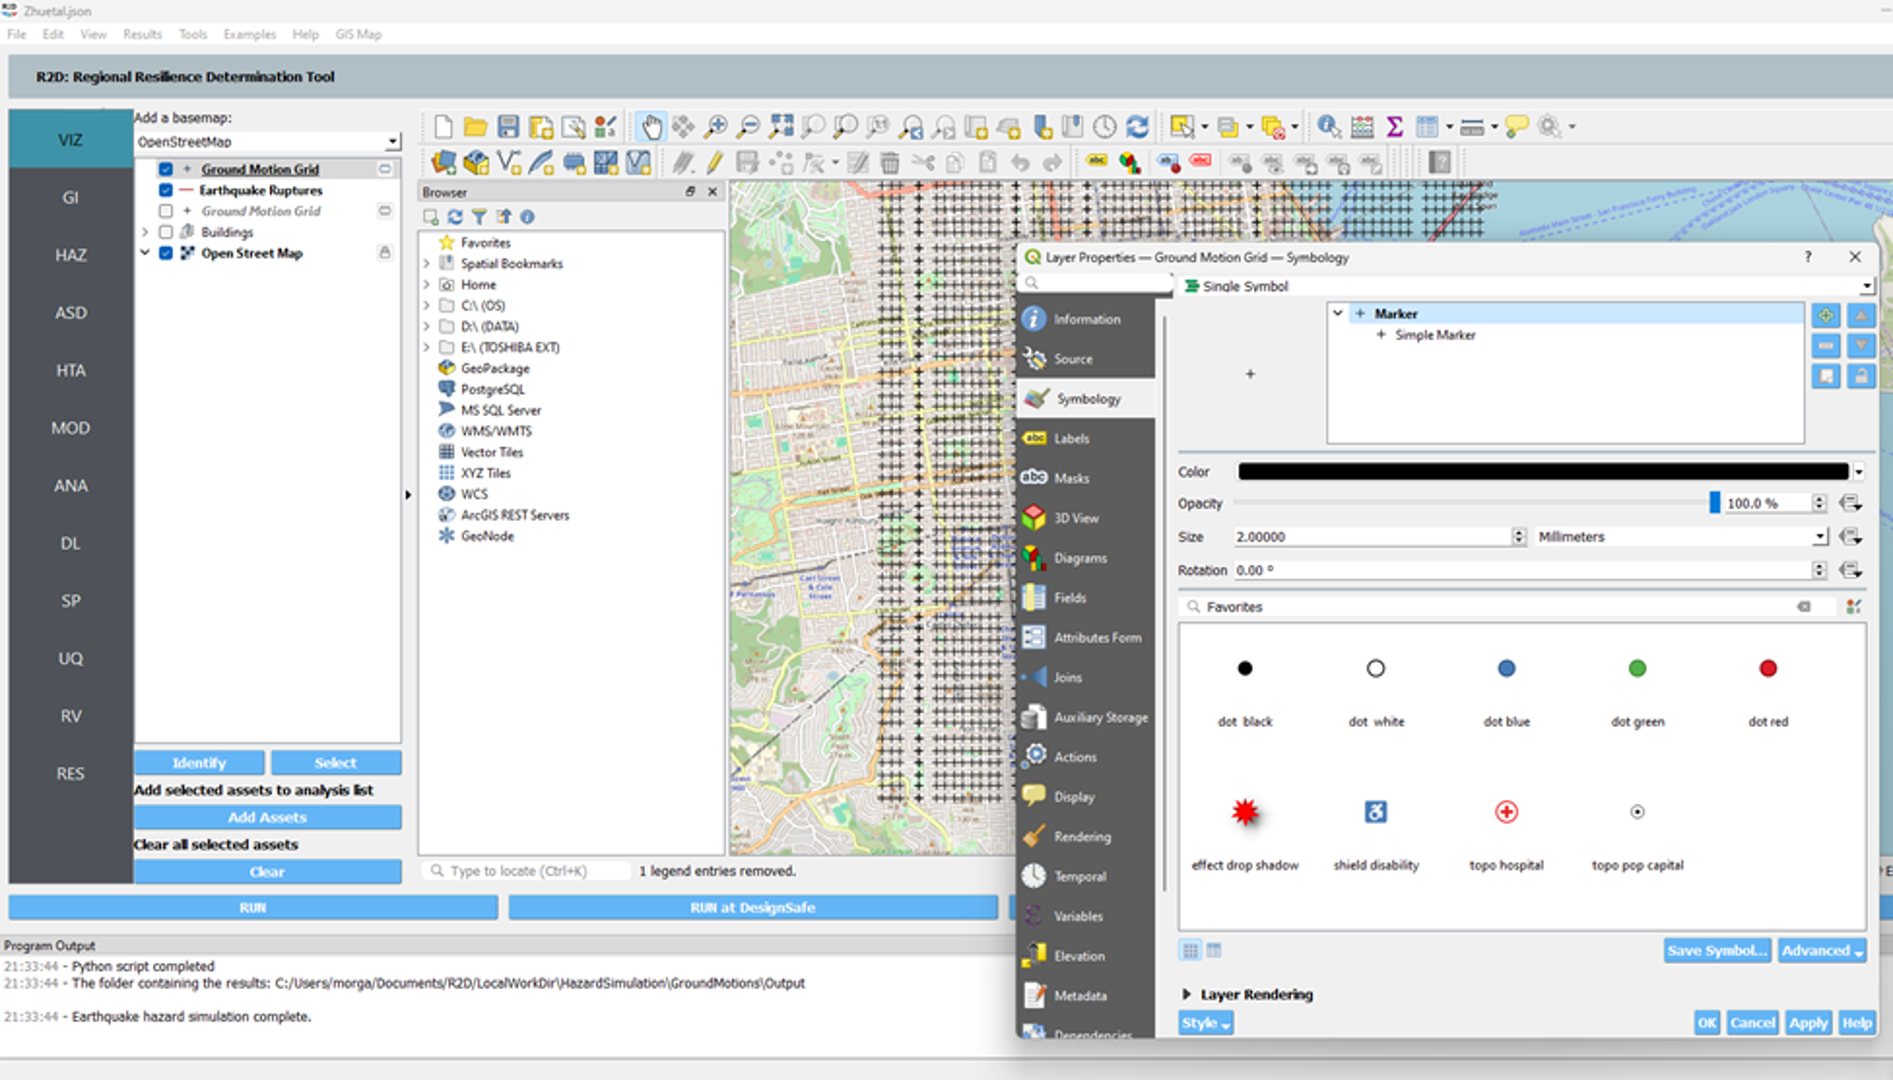 R2D Zhuetal.json
File Edit View Results Tools Examples Help GIS Map
R2D: Regional Resilience Determination Tool
VIZ
GI
HAZ
ASD
HTA
MOD
ANA
DL
SP
UQ
RV
RES
Add a basemap:
OpenStreetMap
Ground Motion Grid
Earthquake Ruptures
Ground Motion Grid
Buildings
Open Street Map
Identify Select
Add selected assets to analysis list
Add Assets
Clear all selected assets
Clear
Browser
Favorites
Spatial Bookmarks
Home
C:\ (OS)
D:\ (DATA)
E:\ (TOSHIBA EXT)
GeoPackage
PostgreSQL
MS SQL Server
WMS/WMTS
Vector Tiles
XYZ Tiles
WCS
ArcGIS REST Servers
GeoNode
Type to locate (Ctrl+K) 1 legend entries removed.
Haight Ashbury
Carl Street
& Cole
Street
Layer Properties — Ground Motion Grid — Symbology
Information
Source
Symbology
Labels
Masks
3D View
Diagrams
Fields
Attributes Form
Joins
Auxiliary Storage
Actions
Display
Rendering
Temporal
Variables
Elevation
Metadata
Dependencies
Single Symbol
Marker
Simple Marker
Color
Opacity 100.0 %
Size 2.00000 Millimeters
Rotation 0.00 °
Favorites
dot black dot white dot blue dot green dot red
effect drop shadow shield disability topo hospital topo pop capital
Save Symbol... Advanced
Layer Rendering
Style OK Cancel Apply Help
RUN RUN at DesignSafe
Program Output
21:33:44 - Python script completed
21:33:44 - The folder containing the results: C:/Users/morga/Documents/R2D/LocalWorkDir\HazardSimulation\GroundMotions\Output
21:33:44 - Earthquake hazard simulation complete.